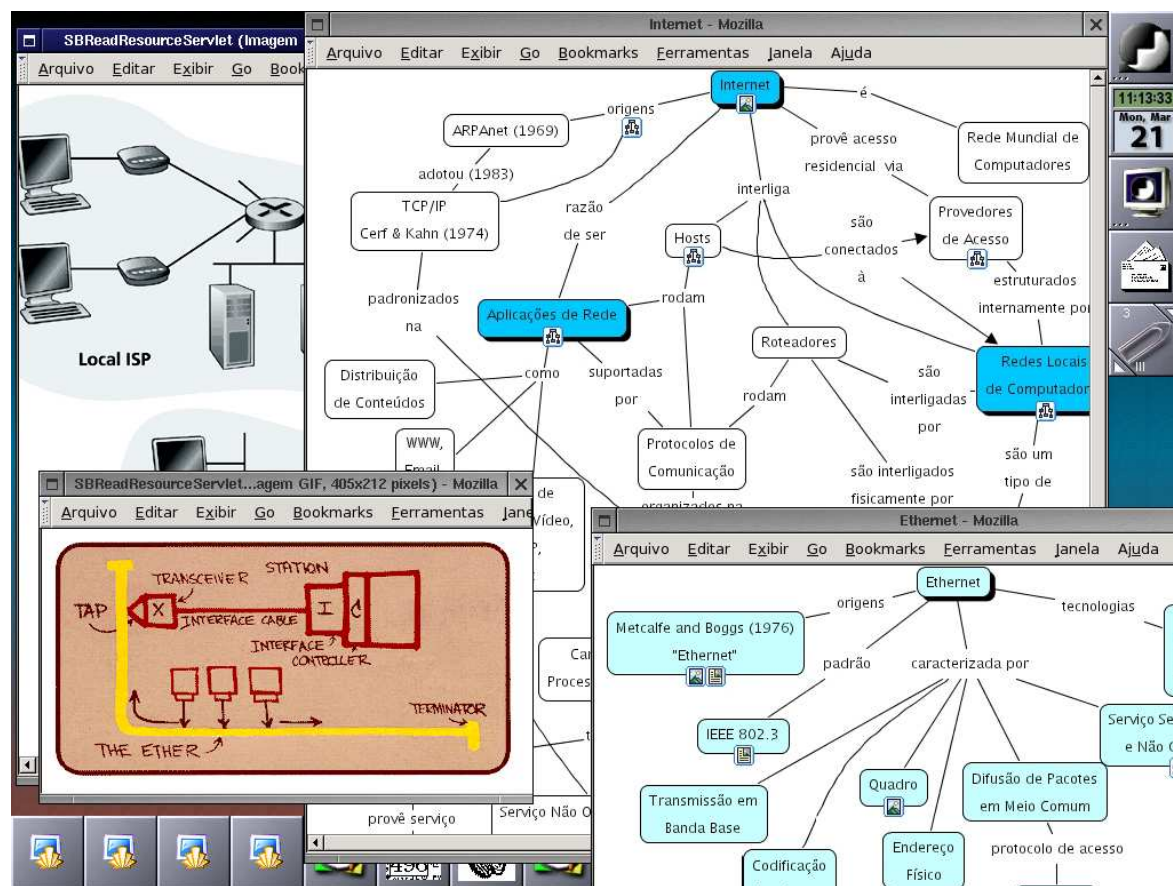 SBReadResourceServlet (Imagem
Arquivo Editar Exibir Go
Local ISP
Internet - Mozilla
Arquivo Editar Exibir Go Bookmarks Ferramentas Janela Ajuda
Internet
origens
é
ARPAnet (1969)
provê acesso
residencial via
Rede Mundial de
Computadores
adotou (1983)
interliga
TCP/IP
Cerf & Kahn (1974)
razão
de ser
Hosts
são
conectados
à
Provedores
de Acesso
estruturados
internamente por
padronizados
na
rodam
Aplicações de Rede
Roteadores
Redes Locais
Distribuição
de Conteúdos
como
suportadas
por
são
interligadas
por
rodam
WWW,
Email
Protocolos de
Comunicação
são interligados
fisicamente por
são um
tipo de
organizados na
de
provê serviço
Serviço Não
11:13:33
Mon, Mar
21
3
SBReadResourceServlet...agem GIF, 405x212 pixels) - Mozilla
Arquivo Editar Exibir Go Bookmarks Ferramentas
TAP
TRANSCEIVER
STATION
X
I
C
INTERFACE CABLE
INTERFACE
CONTROLLER
TERMINATOR
THE ETHER
Ethernet - Mozilla
Arquivo Editar Exibir Go Bookmarks Ferramentas Janela Ajuda
Ethernet
origens
tecnologias
Metcalfe and Boggs (1976)
"Ethernet"
padrão
caracterizada por
IEEE 802.3
Serviço
e Não
Transmissão em
Banda Base
Quadro
Difusão de Pacotes
em Meio Comum
Codificação
Endereço
Físico
protocolo de acesso